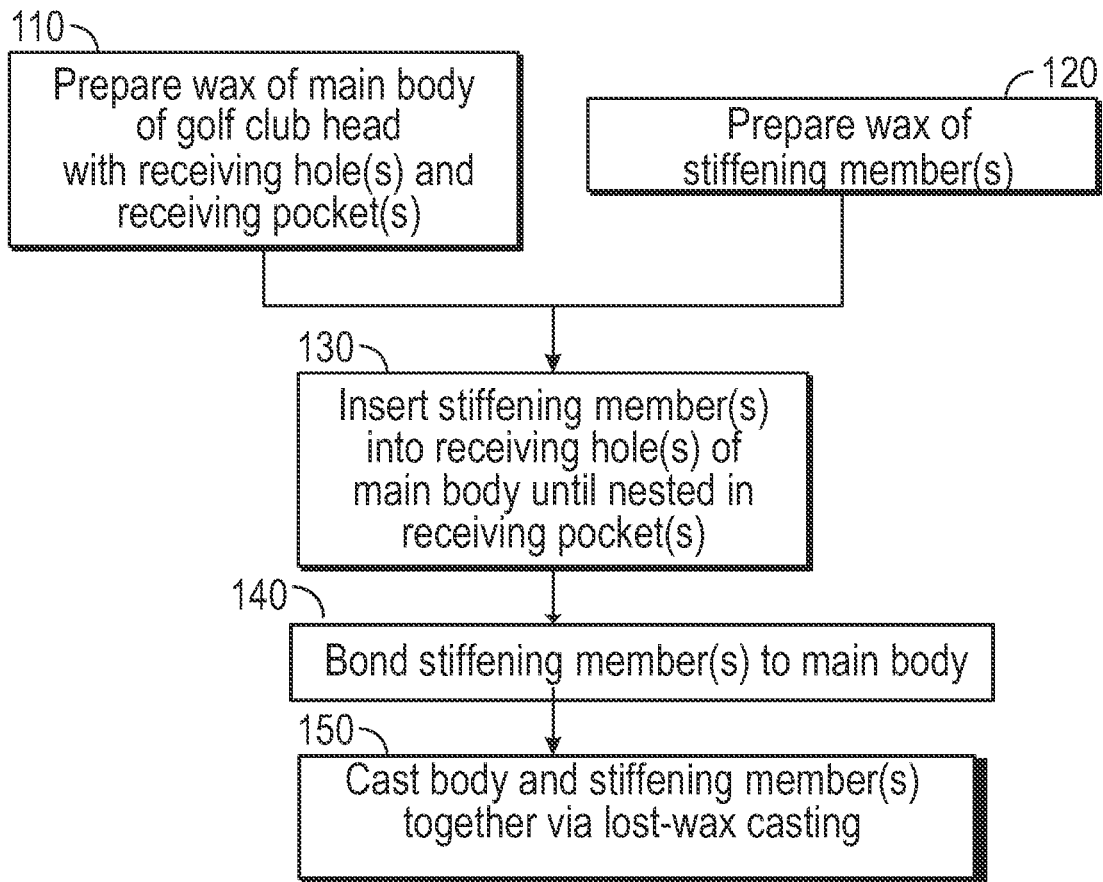 110
Prepare wax of main body
of golf club head
with receiving hole(s) and
receiving pocket(s)
120
Prepare wax of
stiffening member(s)
130
Insert stiffening member(s)
into receiving hole(s) of
main body until nested in
receiving pocket(s)
140
Bond stiffening member(s) to main body
150
Cast body and stiffening member(s)
together via lost-wax casting